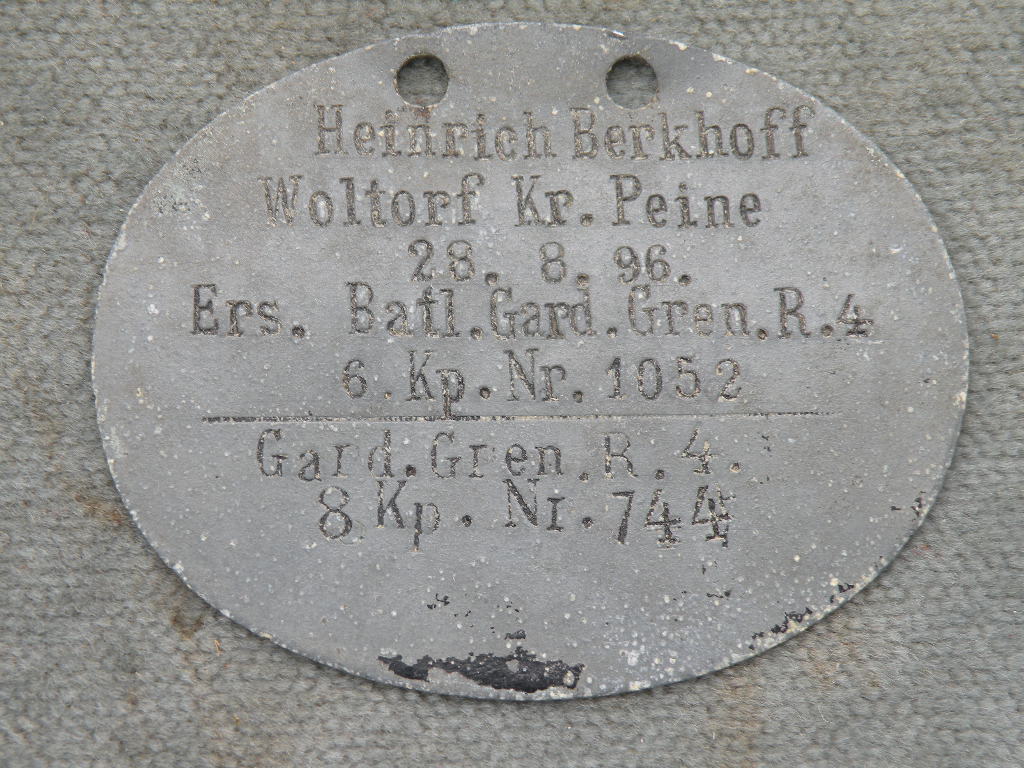 Heinrich Berkhoff
Woltorf Kr. Peine
28. 8. 96.
Ers. Batl. Gard. Gren. R. 4
6. Kp. Nr. 1052
Gard. Gren. R. 4.
8 Kp. Nr. 744